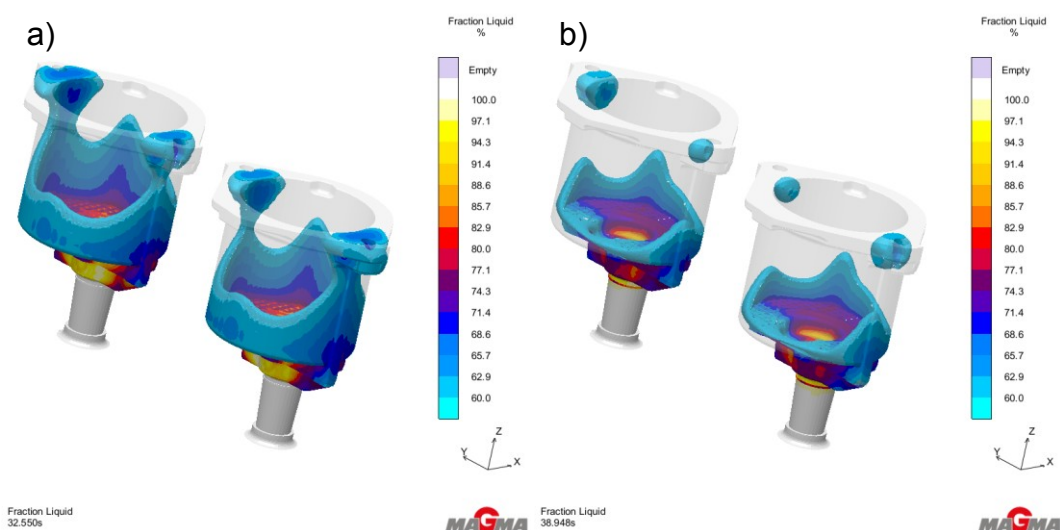 a)
Fraction Liquid
%
Empty
100.0
97.1
94.3
91.4
88.6
85.7
82.9
80.0
77.1
74.3
71.4
68.6
65.7
62.9
60.0
Z
Y
X
Fraction Liquid
32.550s
MAGMA
b)
Fraction Liquid
%
Empty
100.0
97.1
94.3
91.4
88.6
85.7
82.9
80.0
77.1
74.3
71.4
68.6
65.7
62.9
60.0
Z
Y
X
Fraction Liquid
38.948s
MAGMA